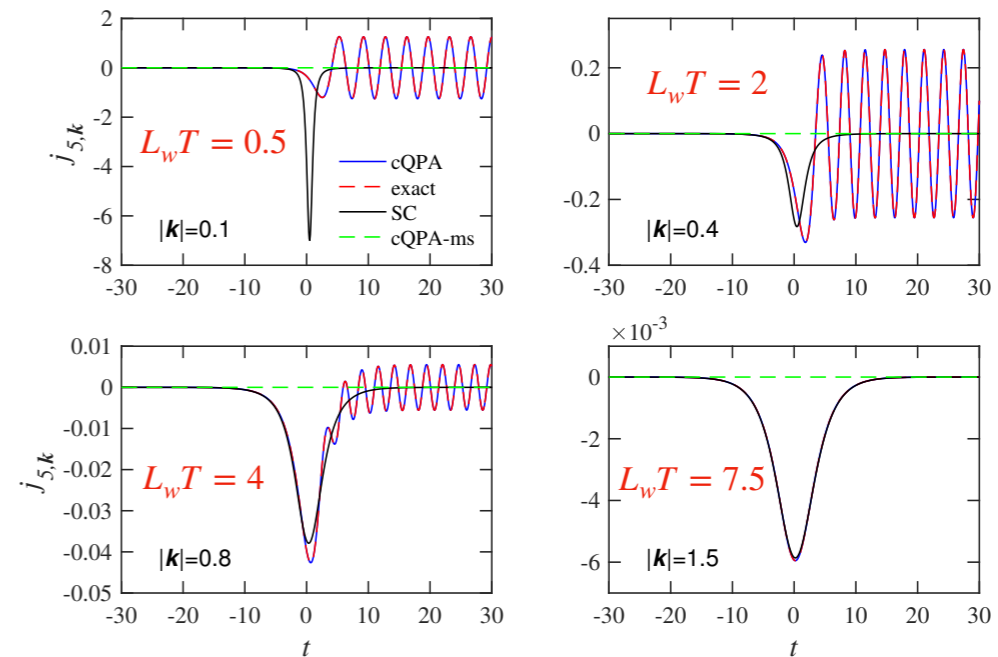 2
0
-2
-4
-6
-8
j5,k
LwT = 0.5
|k|=0.1
cQPA
exact
SC
cQPA-ms
-30 -20 -10 0 10 20 30
0.2
0
-0.2
-0.4
LwT = 2
|k|=0.4
-30 -20 -10 0 10 20 30
0.01
0
-0.01
-0.02
-0.03
-0.04
-0.05
j5,k
LwT = 4
|k|=0.8
-30 -20 -10 0 10 20 30
t
×10-3
0
-2
-4
-6
LwT = 7.5
|k|=1.5
-30 -20 -10 0 10 20 30
t